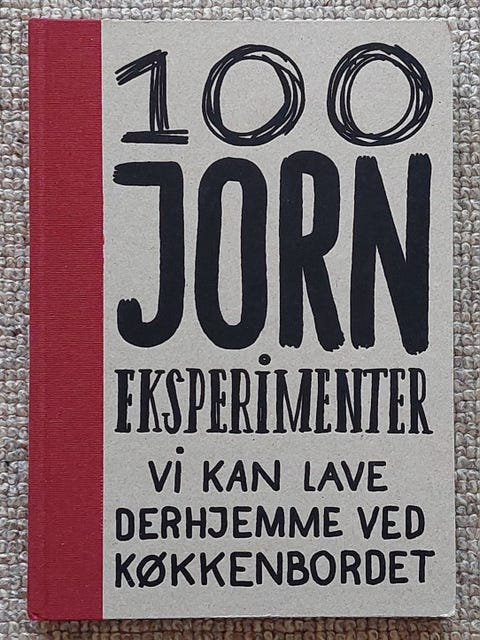 100
JORN
EKSPERiMENTER
Vi KAN LAVE
DERHJEMME VED
KØKKENBORDET